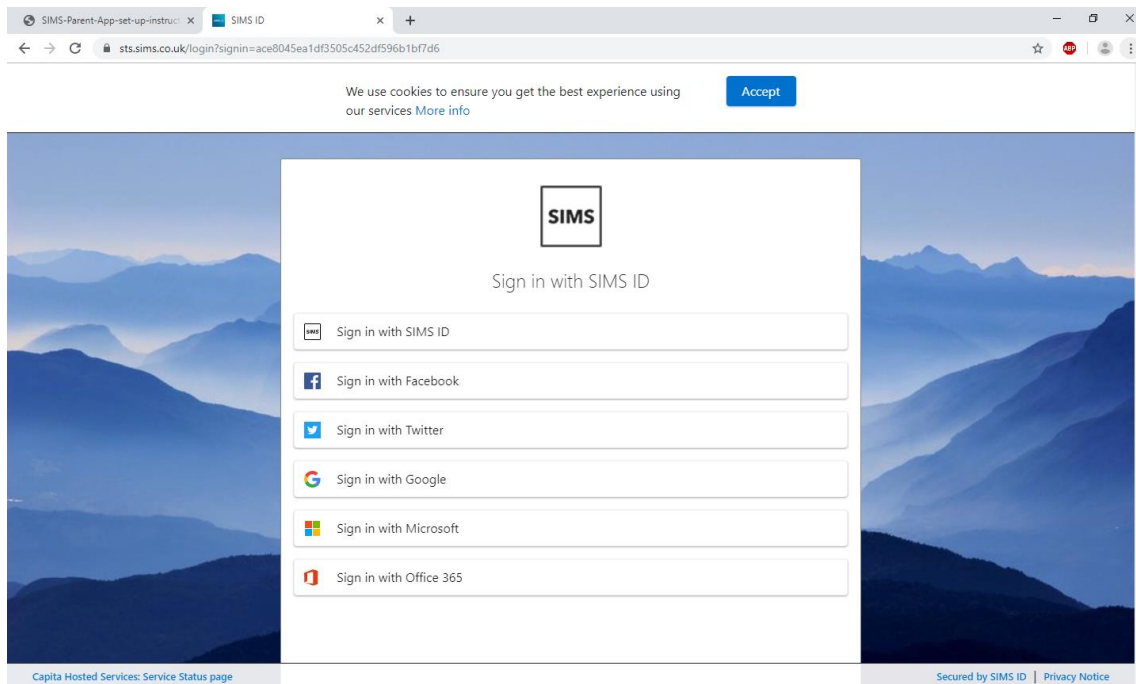 SIMS-Parent-App-set-up-instruct
SIMS ID
sts.sims.co.uk/login?signin=ace8045ea1df3505c452df596b1bf7d6
ABP
We use cookies to ensure you get the best experience using
our services More info
Accept
SIMS
Sign in with SIMS ID
SIMS Sign in with SIMS ID
Sign in with Facebook
Sign in with Twitter
Sign in with Google
Sign in with Microsoft
Sign in with Office 365
Capita Hosted Services: Service Status page
Secured by SIMS ID | Privacy Notice